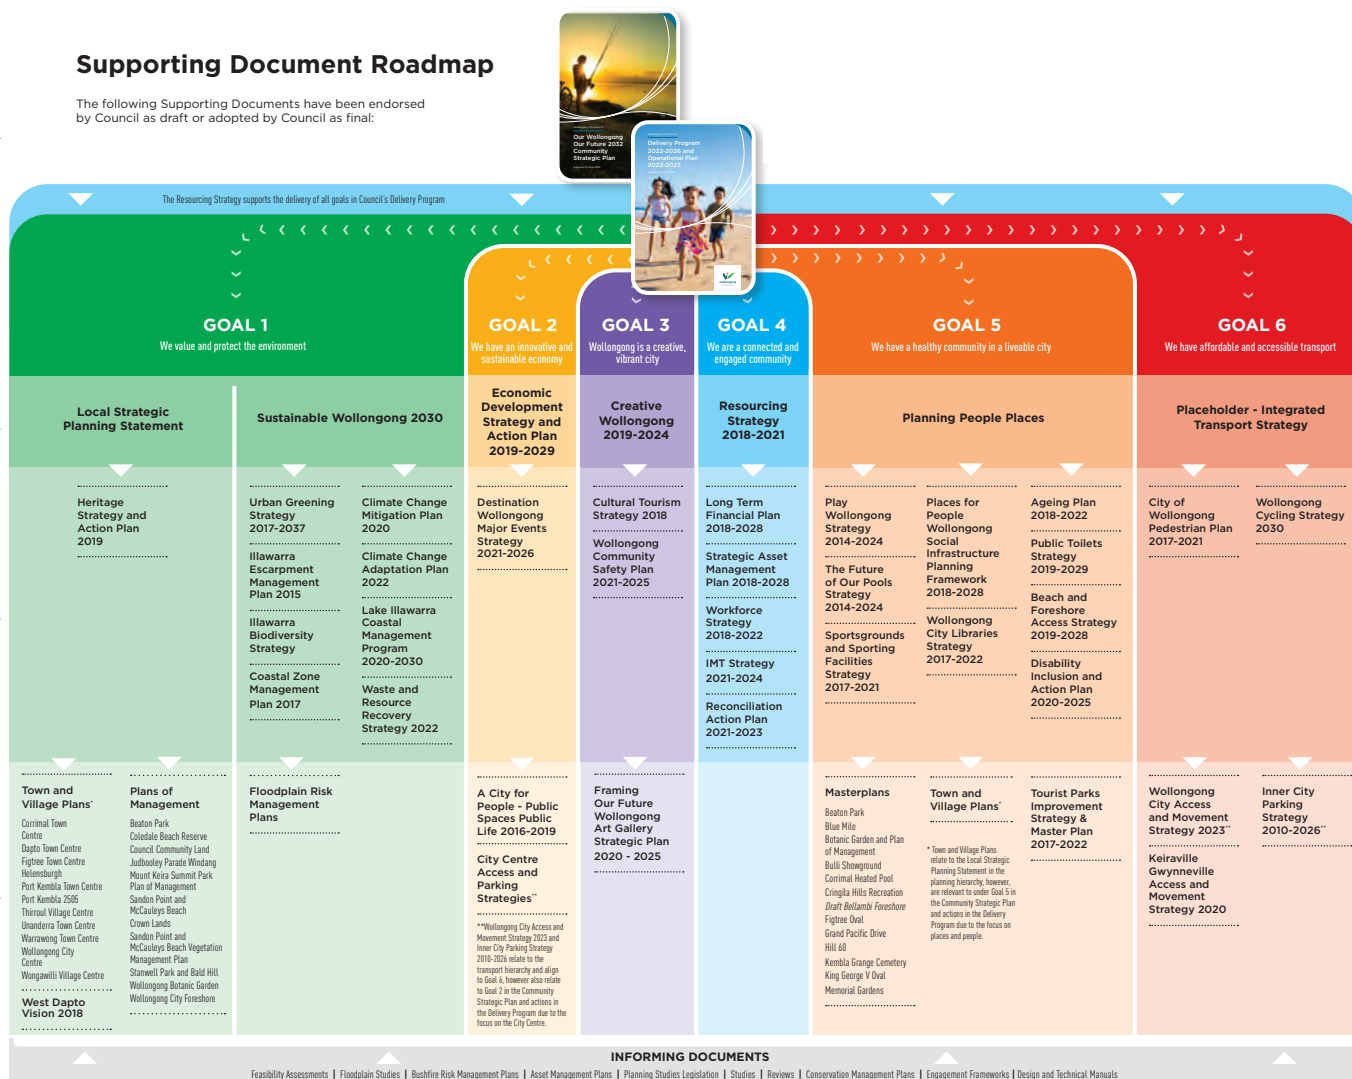 Supporting Document Roadmap
The following Supporting Documents have been endorsed
by Council as draft or adopted by Council as final:
Our Wollongong
Our Future 2032
Community
Strategic Plan
Delivery Program
2022-2026 and
Operational Plan
2022-2023
The Resourcing Strategy supports the delivery of all goals in Council's Delivery Program
GOAL 1
We value and protect the environment
GOAL 2
We have an innovative and
sustainable economy
GOAL 3
Wollongong is a creative,
vibrant city
GOAL 4
We are a connected and
engaged community
GOAL 5
We have a healthy community in a liveable city
GOAL 6
We have affordable and accessible transport
Local Strategic
Planning Statement
Sustainable Wollongong 2030
Economic
Development
Strategy and
Action Plan
2019-2029
Creative
Wollongong
2019-2024
Resourcing
Strategy
2018-2021
Planning People Places
Placeholder - Integrated
Transport Strategy
Heritage
Strategy and
Action Plan
2019
Urban Greening
Strategy
2017-2037
Illawarra
Escarpment
Management
Plan 2015
Illawarra
Biodiversity
Strategy
Coastal Zone
Management
Plan 2017
Climate Change
Mitigation Plan
2020
Climate Change
Adaptation Plan
2022
Lake Illawarra
Coastal
Management
Program
2020-2030
Waste and
Resource
Recovery
Strategy 2022
Destination
Wollongong
Major Events
Strategy
2021-2026
Cultural Tourism
Strategy 2018
Wollongong
Community
Safety Plan
2021-2025
Long Term
Financial Plan
2018-2028
Strategic Asset
Management
Plan 2018-2028
Workforce
Strategy
2018-2022
IMT Strategy
2021-2024
Reconciliation
Action Plan
2021-2023
Play
Wollongong
Strategy
2014-2024
The Future
of Our Pools
Strategy
2014-2024
Sportsgrounds
and Sporting
Facilities
Strategy
2017-2021
Places for
People
Wollongong
Social
Infrastructure
Planning
Framework
2018-2028
Wollongong
City Libraries
Strategy
2017-2022
Ageing Plan
2018-2022
Public Toilets
Strategy
2019-2029
Beach and
Foreshore
Access Strategy
2019-2028
Disability
Inclusion and
Action Plan
2020-2025
City of
Wollongong
Pedestrian Plan
2017-2021
Wollongong
Cycling Strategy
2030
Town and
Village Plans*
Corrimal Town
Centre
Dapto Town Centre
Figtree Town Centre
Helensburgh
Port Kembla Town Centre
Port Kembla 2505
Thirroul Village Centre
Unanderra Town Centre
Warrawong Town Centre
Wollongong City
Centre
Wongawilli Village Centre
West Dapto
Vision 2018
Plans of
Management
Beaton Park
Coledale Beach Reserve
Council Community Land
Judbooley Parade Windang
Mount Keira Summit Park
Plan of Management
Sandon Point and
McCauleys Beach
Crown Lands
Sandon Point and
McCauleys Beach Vegetation
Management Plan
Stanwell Park and Bald Hill
Wollongong Botanic Garden
Wollongong City Foreshore
Floodplain Risk
Management
Plans
A City for
People - Public
Spaces Public
Life 2016-2019
City Centre
Access and
Parking
Strategies**
**Wollongong City Access and
Movement Strategy 2023 and
Inner City Parking Strategy
2010-2026 relate to the
transport hierarchy and align
to Goal 6, however also relate
to Goal 2 in the Community
Strategic Plan and actions in
the Delivery Program due to the
focus on the City Centre.
Framing
Our Future
Wollongong
Art Gallery
Strategic Plan
2020 - 2025
Masterplans
Beaton Park
Blue Mile
Botanic Garden and Plan
of Management
Bulli Showground
Corrimal Heated Pool
Cringila Hills Recreation
Draft Bellambi Foreshore
Figtree Oval
Grand Pacific Drive
Hill 60
Kembla Grange Cemetery
King George V Oval
Memorial Gardens
Town and
Village Plans*
* Town and Village Plans
relate to the Local Strategic
Planning Statement in the
planning hierarchy, however,
are relevant to under Goal 5 in
the Community Strategic Plan
and actions in the Delivery
Program due to the focus on
places and people.
Tourist Parks
Improvement
Strategy &
Master Plan
2017-2022
Wollongong
City Access
and Movement
Strategy 2023**
Keiraville
Gwynneville
Access and
Movement
Strategy 2020
Inner City
Parking
Strategy
2010-2026**
INFORMING DOCUMENTS
Feasibility Assessments | Floodplain Studies | Bushfire Risk Management Plans | Asset Management Plans | Planning Studies Legislation | Studies | Reviews | Conservation Management Plans | Engagement Frameworks | Design and Technical Manuals